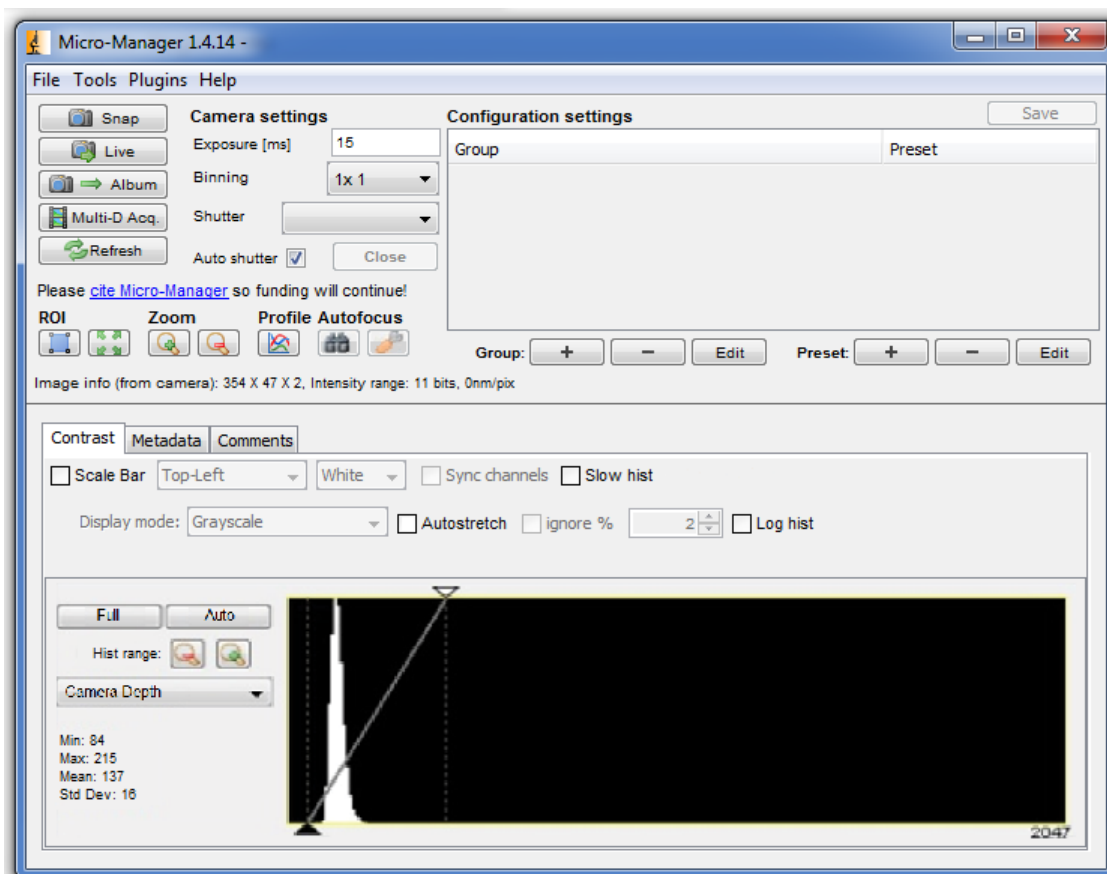 Micro-Manager 1.4.14 -
File Tools Plugins Help
Snap
Live
Album
Multi-D Acq.
Refresh
Camera settings
Exposure [ms] 15
Binning 1x 1
Shutter
Auto shutter Close
Configuration settings Save
Group Preset
Please cite Micro-Manager so funding will continue!
ROI Zoom Profile Autofocus
Group: + − Edit Preset: + − Edit
Image info (from camera): 354 X 47 X 2, Intensity range: 11 bits, 0nm/pix
Contrast Metadata Comments
Scale Bar Top-Left White Sync channels Slow hist
Display mode: Grayscale Autostretch ignore % 2 Log hist
Full Auto
Hist range:
Camera Depth
Min: 84
Max: 215
Mean: 137
Std Dev: 16
2047